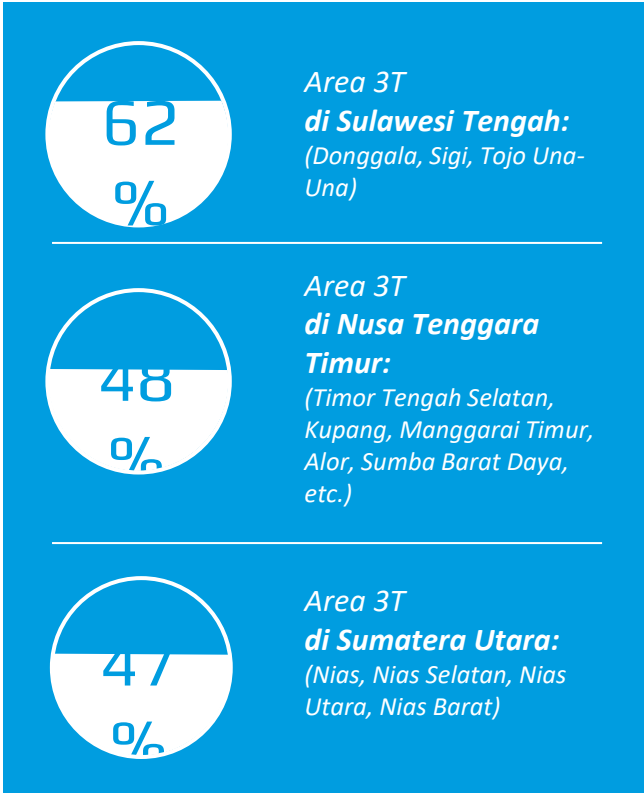 62
%
Area 3T
di Sulawesi Tengah:
(Donggala, Sigi, Tojo Una-
Una)
48
%
Area 3T
di Nusa Tenggara
Timur:
(Timor Tengah Selatan,
Kupang, Manggarai Timur,
Alor, Sumba Barat Daya,
etc.)
47
%
Area 3T
di Sumatera Utara:
(Nias, Nias Selatan, Nias
Utara, Nias Barat)